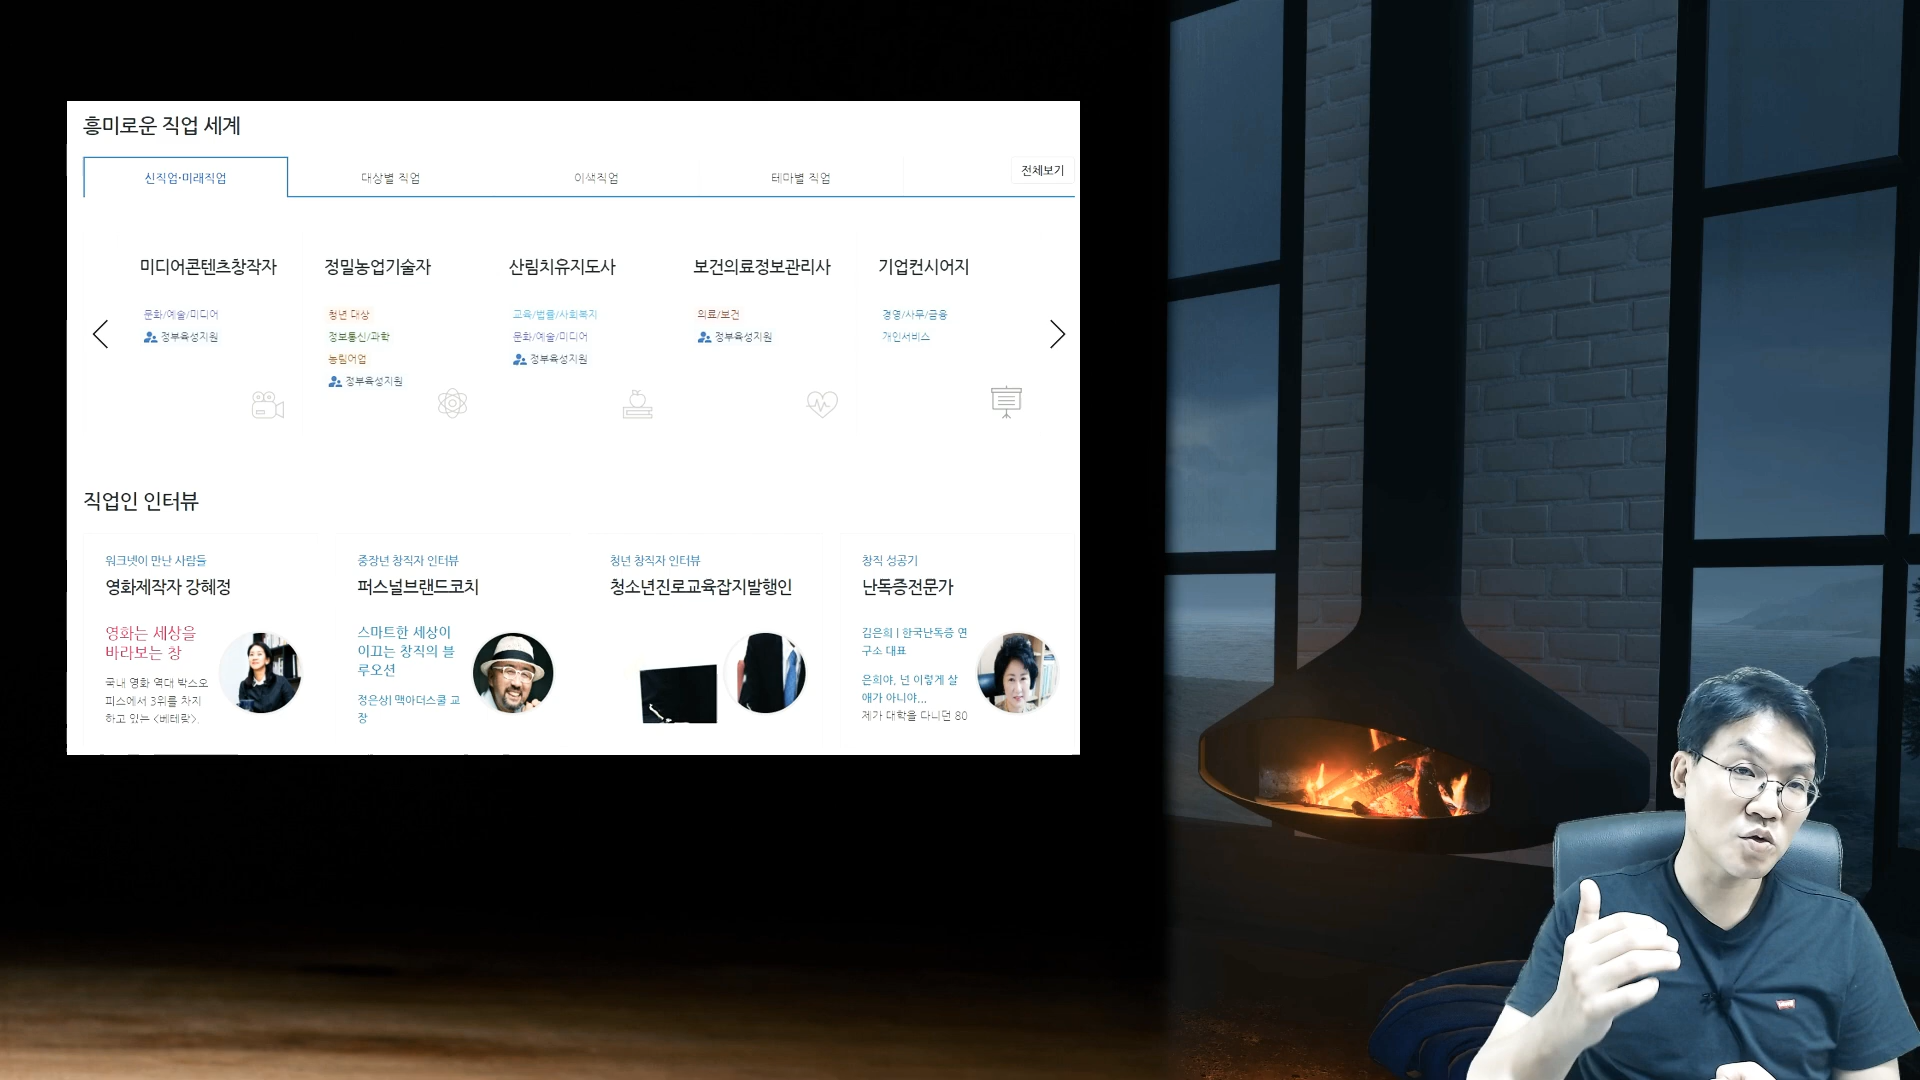 흥미로운 직업 세계
신직업·미래직업
대상별 직업
이색직업
테마별 직업
전체보기
미디어콘텐츠창작자
문화/예술/미디어
정부육성지원
정밀농업기술자
청년 대상
정보통신/과학
농림어업
정부육성지원
산림치유지도사
교육/법률/사회복지
문화/예술/미디어
정부육성지원
보건의료정보관리사
의료/보건
정부육성지원
기업컨시어지
경영/사무/금융
개인서비스
직업인 인터뷰
워크넷이 만난 사람들
영화제작자 강혜정
영화는 세상을
바라보는 창
국내 영화 역대 박스오
피스에서 3위를 차지
하고 있는 <베테랑>,
중장년 창직자 인터뷰
퍼스널브랜드코치
스마트한 세상이
이끄는 창직의 블
루오션
정은상| 맥아더스쿨 교
장
청년 창직자 인터뷰
청소년진로교육잡지발행인
창직 성공기
난독증전문가
김은희 | 한국난독증 연
구소 대표
은희야, 넌 이렇게 살
애가 아니야...
제가 대학을 다니던 80